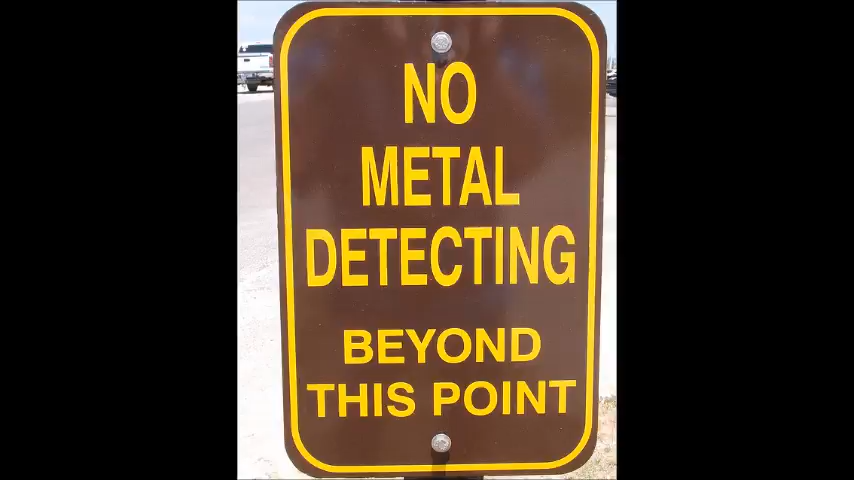 NO
METAL
DETECTING
BEYOND
THIS POINT